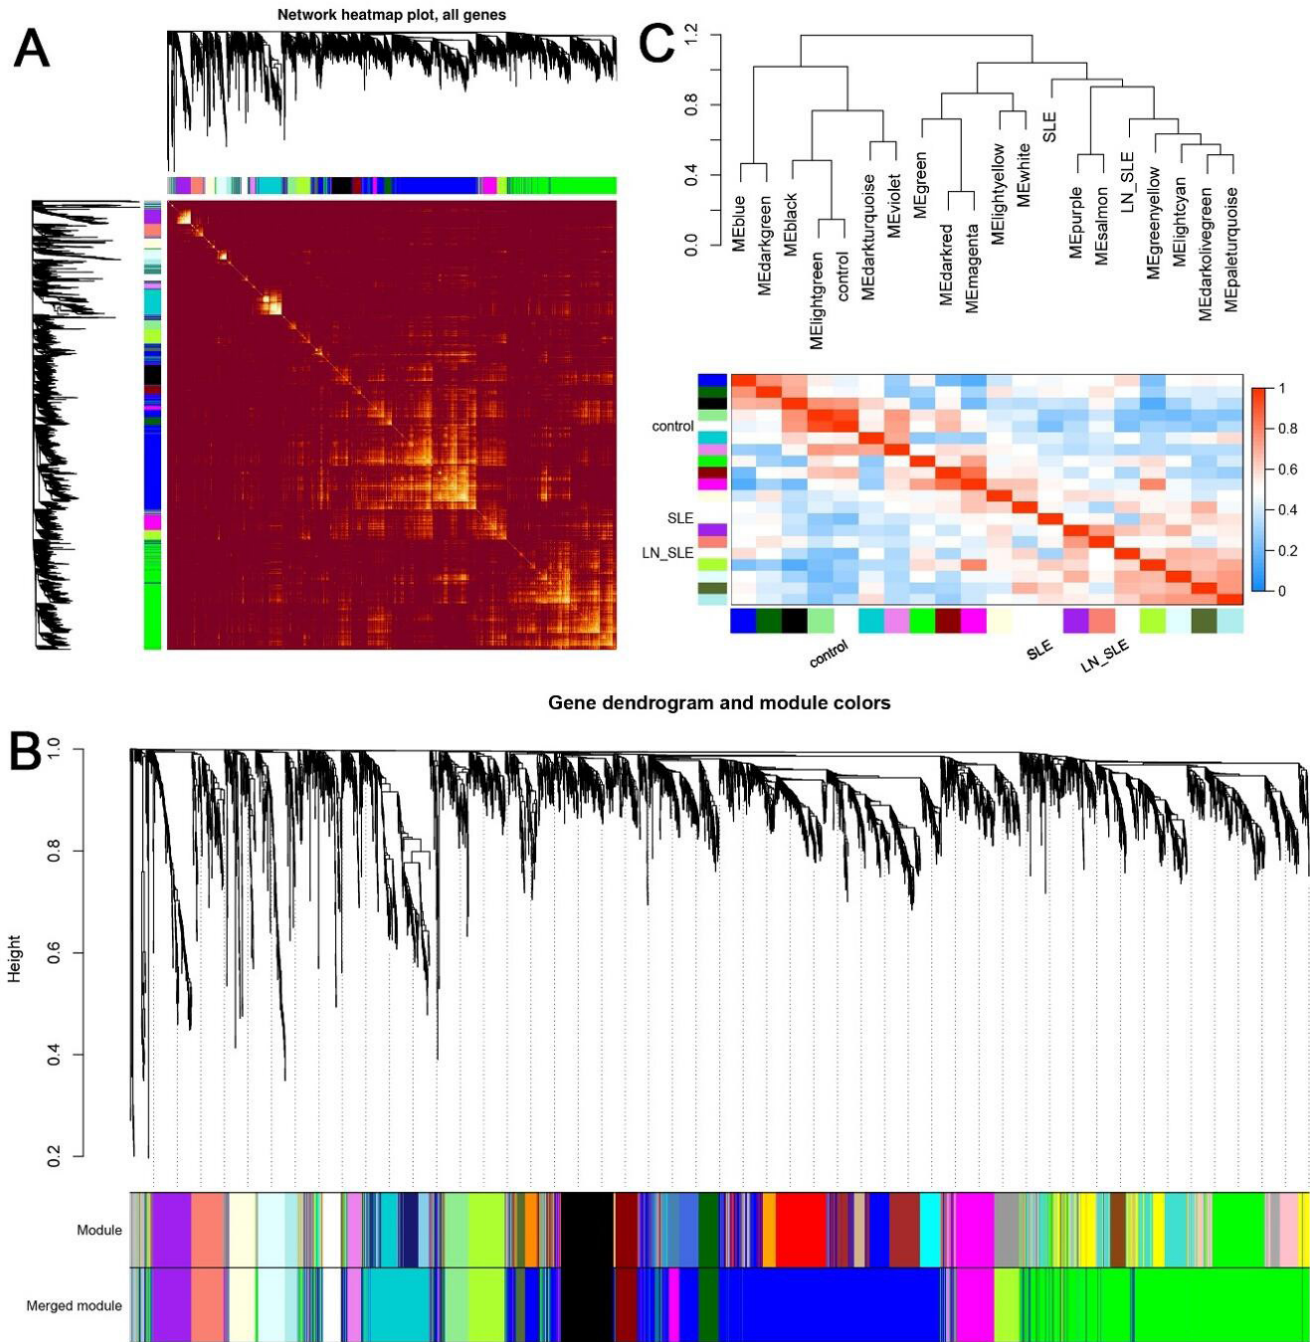 A
Network heatmap plot, all genes
C
1.2
0.8
0.4
0.0
MEblue
MEdarkgreen
MEblack
MElightgreen
control
MEdarkturquoise
MEviolet
MEgreen
MEdarkred
MEmagenta
MElightyellow
MEwhite
SLE
MEpurple
MEsalmon
LN_SLE
MEgreenyellow
MElightcyan
MEdarkolivegreen
MEpaleturquoise
control
SLE
LN_SLE
1
0.8
0.6
0.4
0.2
0
control
SLE
LN_SLE
Gene dendrogram and module colors
B
1.0
0.8
0.6
0.4
0.2
Height
Module
Merged module